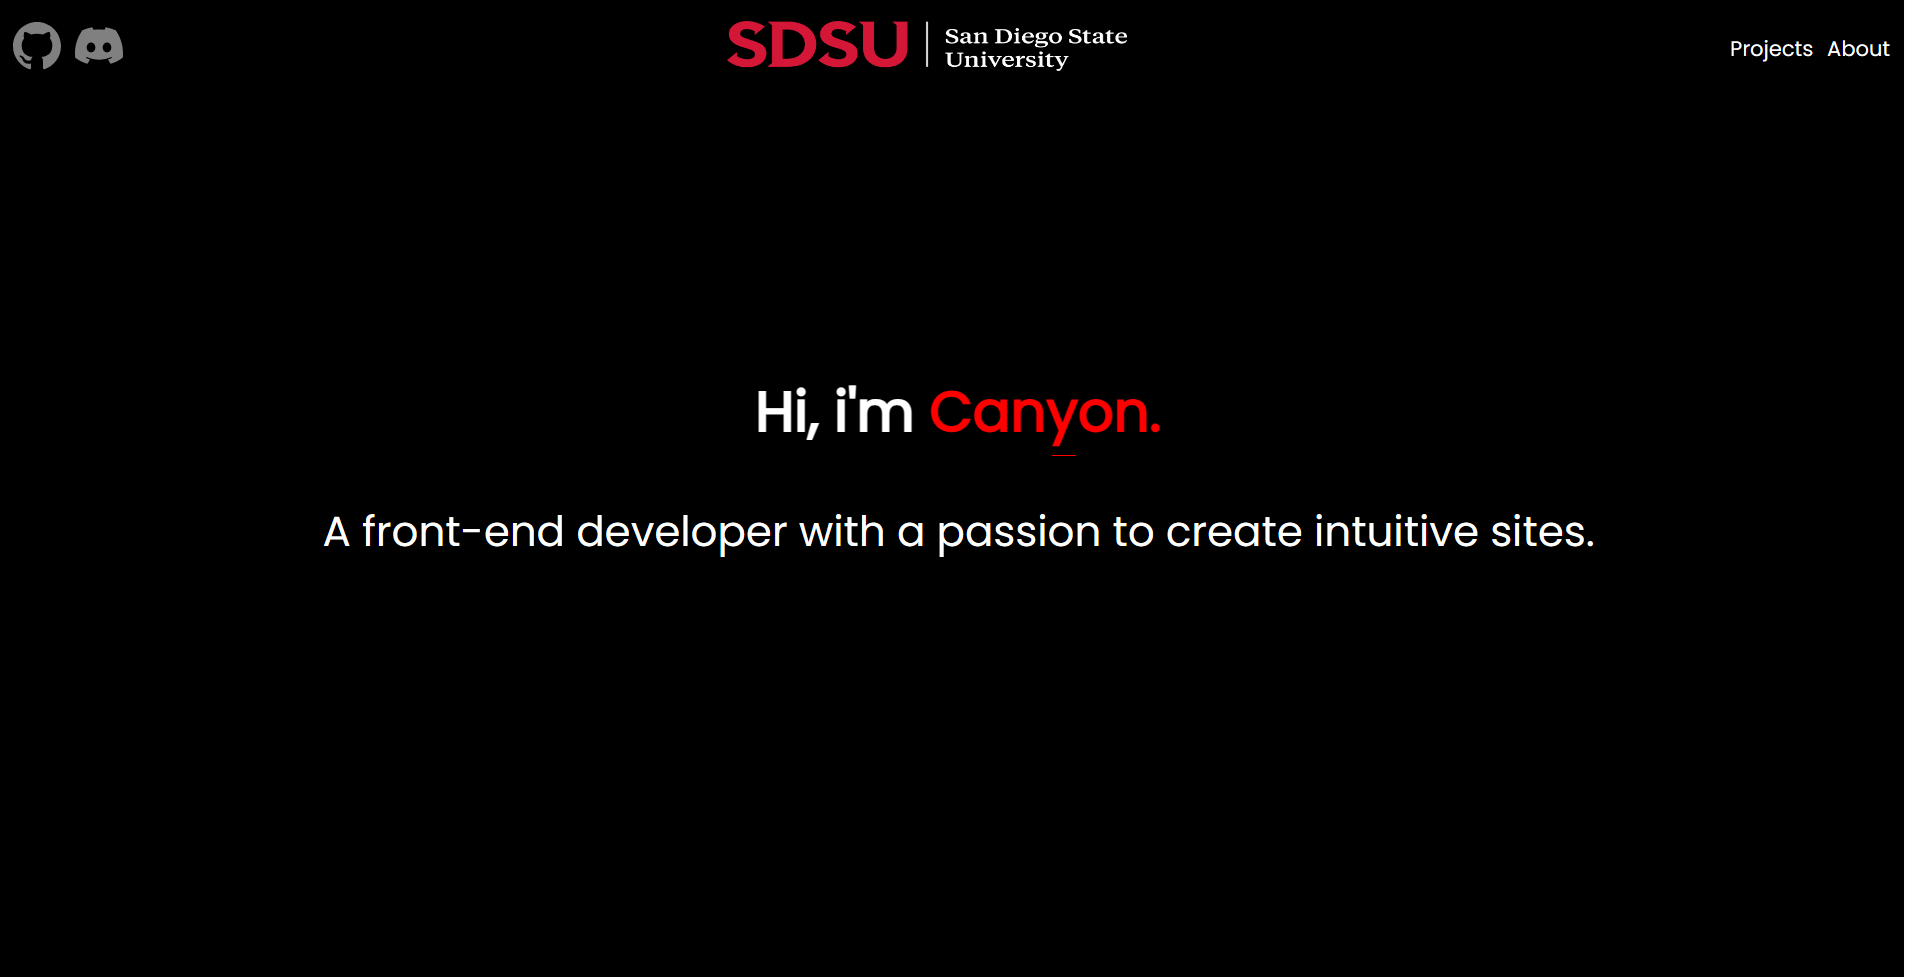 SDSU
San Diego State
University
Projects About
Hi, i'm Canyon.
A front-end developer with a passion to create intuitive sites.